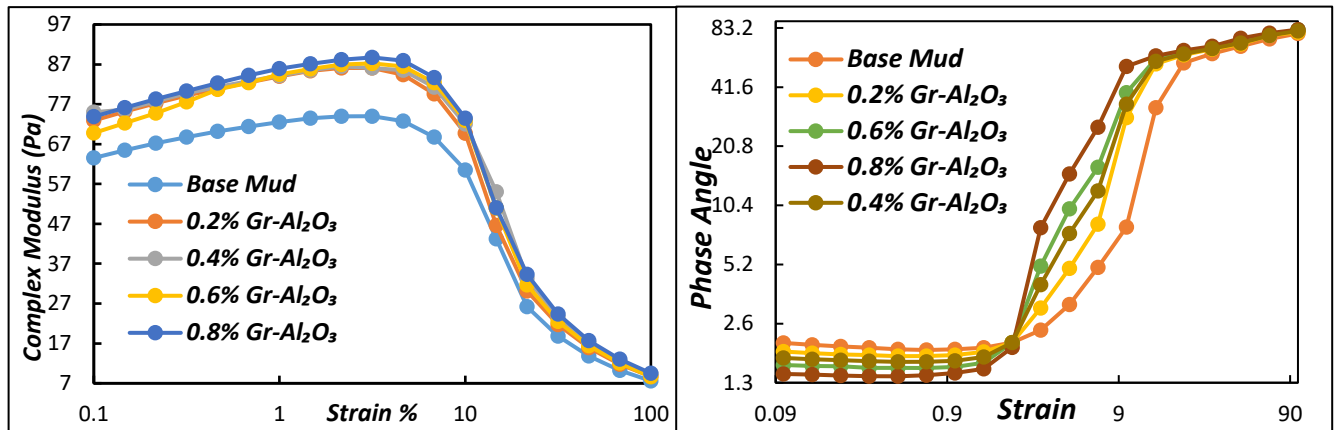 Complex Modulus (Pa)
97
87
77
67
57
47
37
27
17
7
Base Mud
0.2% Gr-Al₂O₃
0.4% Gr-Al₂O₃
0.6% Gr-Al₂O₃
0.8% Gr-Al₂O₃
0.1 1 Strain % 10 100
Phase Angle
83.2
41.6
20.8
10.4
5.2
2.6
1.3
Base Mud
0.2% Gr-Al₂O₃
0.6% Gr-Al₂O₃
0.8% Gr-Al₂O₃
0.4% Gr-Al₂O₃
0.09 0.9 Strain 9 90